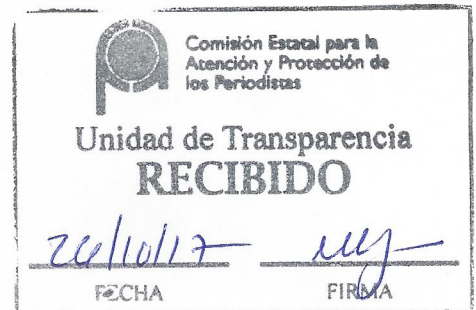 Comisión Estatal para la
Atención y Protección de
los Periodistas
Unidad de Transparencia
RECIBIDO
26/10/17
FECHA FIRMA